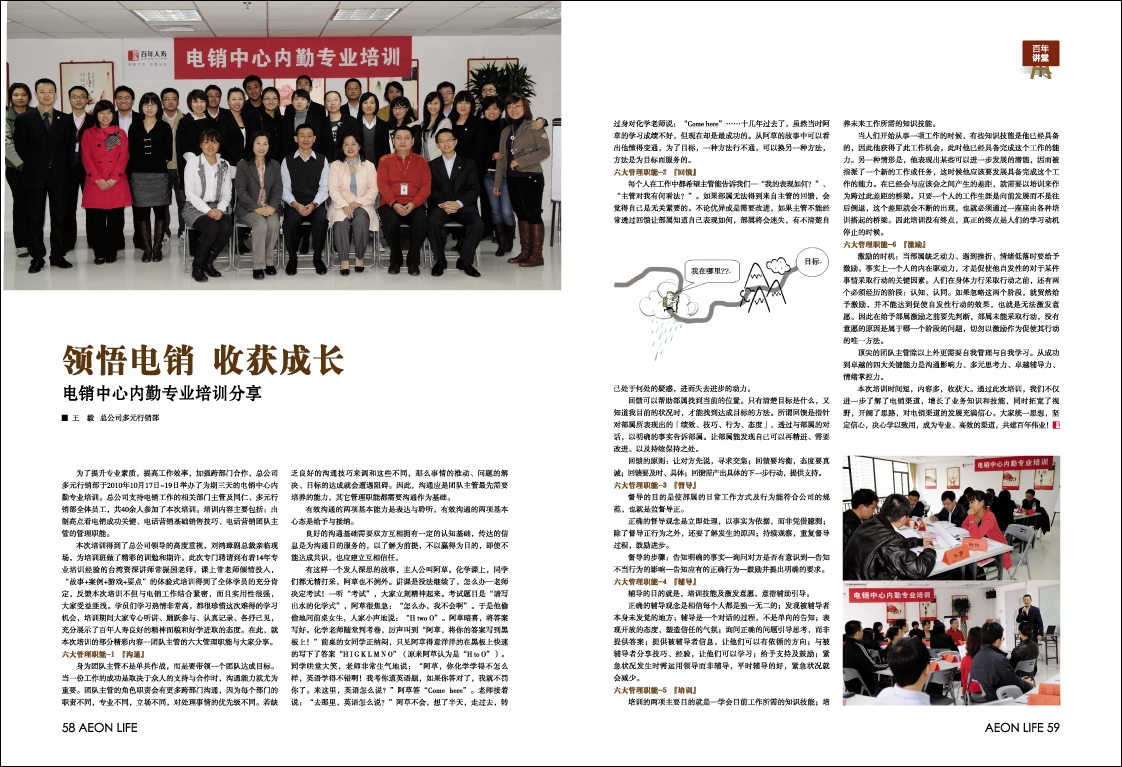 百年人寿
电销中心内勤专业培训
领悟电销 收获成长
电销中心内勤专业培训分享
■ 王 毅 总公司多元行销部
为了提升专业素质，提高工作效率，加强跨部门合作，总公司
多元行销部于2010年10月17日~19日举办了为期三天的电销中心内
勤专业培训。总公司支持电销工作的相关部门主管及同仁、多元行
销部全体员工，共40余人参加了本次培训。培训内容主要包括：由
制高点看电销成功关键、电话营销基础销售技巧、电话营销团队主
管的管理职能。
本次培训得到了总公司领导的高度重视，刘鸿璋副总裁亲临现
场，为培训班做了精彩的训勉和期许，此次专门聘请到有着14年专
业培训经验的台湾资深讲师常振国老师，课上常老师倾情投入，
“故事+案例+游戏+要点”的体验式培训得到了全体学员的充分肯
定，反馈本次培训不但与电销工作结合紧密，而且实用性很强，
大家受益匪浅。学员们学习热情非常高，都很珍惜这次难得的学习
机会，培训期间大家专心听讲、踊跃参与、认真记录、各抒己见，
充分展示了百年人寿良好的精神面貌和好学进取的态度。在此，就
本次培训的部分精彩内容—团队主管的六大管理职能与大家分享。
六大管理职能-1 『沟通』
身为团队主管不是单兵作战，而是要带领一个团队达成目标。
当一份工作的成功是取决于众人的支持与合作时，沟通能力就尤为
重要。团队主管的角色职责会有更多跨部门沟通，因为每个部门的
职责不同，专业不同，立场不同，对处理事情的优先级不同。若缺
乏良好的沟通技巧来调和这些不同，那么事情的推动、问题的解
决、目标的达成就会遭遇阻碍。因此，沟通应是团队主管最先需要
培养的能力，其它管理职能都需要沟通作为基础。
有效沟通的两项基本能力是表达与聆听，有效沟通的两项基本
心态是给予与接纳。
良好的沟通基础需要双方互相拥有一定的认知基础，传达的信
息是为沟通目的服务的，以了解为前提，不以赢得为目的，即使不
能达成共识，也应建立互相信任。
有这样一个发人深思的故事，主人公叫阿草。化学课上，同学
们都无精打采，阿草也不例外。讲课是没法继续了，怎么办—老师
决定考试！一听“考试”，大家立刻精神起来。考试题目是“请写
出水的化学式”，阿草很焦急：“怎么办，我不会啊”。于是他偷
偷地问前桌女生，人家小声地说：“H two O”。阿草暗喜，将答案
写好。化学老师随堂判考卷，厉声叫到“阿草，将你的答案写到黑
板上！”前桌的女同学正纳闷，只见阿草得意洋洋的在黑板上快速
的写下了答案“H I G K L M N O”（原来阿草认为是“H to O”）。
同学哄堂大笑，老师非常生气地说：“阿草，你化学学得不怎么
样，英语学得不错啊！我考你道英语题，如果你答对了，我就不罚
你了。来这里，英语怎么说？”阿草答“Come here”。老师接着
说：“去那里，英语怎么说？”阿草不会，想了半天，走过去，转
58 AEON LIFE
过身对化学老师说：“Come here”……十几年过去了，虽然当时阿
草的学习成绩不好，但现在却是最成功的。从阿草的故事中可以看
出他懂得变通，为了目标，一种方法行不通，可以换另一种方法，
方法是为目标而服务的。
六大管理职能-2 『回馈』
每个人在工作中都希望主管能告诉我们—“我的表现如何？”、
“主管对我有何看法？”。如果部属无法得到来自主管的回馈，会
觉得自己是无关紧要的。不论优异或是需要改进，如果主管不能经
常透过回馈让部属知道自己表现如何，部属将会迷失，有不清楚自
我在哪里??
目标
己处于何处的疑惑，进而失去进步的动力。
回馈可以帮助部属找到当前的位置。只有清楚目标是什么，又
知道我目前的状况时，才能找到达成目标的方法。所谓回馈是指针
对部属所表现出的「绩效、技巧、行为、态度」，透过与部属的对
话，以明确的事实告诉部属。让部属能发现自己可以再精进、需要
改进、以及持续保持之处。
回馈的原则：让对方先说，寻求交集；回馈要均衡，态度要真
诚；回馈要及时、具体；回馈需产出具体的下一步行动，提供支持。
六大管理职能-3 『督导』
督导的目的是使部属的日常工作方式及行为能符合公司的规
范，也就是监督导正。
正确的督导观念是立即处理，以事实为依据，而非凭借臆测；
除了督导正行为之外，还要了解发生的原因；持续观察，重复督导
过程，鼓励进步。
督导的步骤：告知明确的事实—询问对方是否有意识到—告知
不当行为的影响—告知应有的正确行为—鼓励并提出明确的要求。
六大管理职能-4 『辅导』
辅导的目的就是，培训技能及激发意愿，意指辅助引导。
正确的辅导观念是相信每个人都是独一无二的；发现被辅导者
本身未发觉的地方；辅导是一个对话的过程，不是单向的告知；表
现开放的态度，塑造信任的气氛；询问正确的问题引导思考，而非
提供答案；提供被辅导者信息，让他们可以有依循的方向；与被
辅导者分享技巧、经验，让他们可以学习；给予支持及鼓励；紧
急状况发生时需运用领导而非辅导，平时辅导的好，紧急状况就
会减少。
六大管理职能-5 『培训』
培训的两项主要目的就是—学会目前工作所需的知识技能；培
百年
讲堂
养未来工作所需的知识技能。
当人们开始从事一项工作的时候，有些知识技能是他已经具备
的，因此他获得了此工作机会，此时他已经具备完成这个工作的能
力。另一种情形是，他表现出某些可以进一步发展的潜能，因而被
指派了一个新的工作或任务，这时候他应该要发展具备完成这个工
作的能力。在已经会与应该会之间产生的差距，就需要以培训来作
为跨过此差距的桥梁。只要一个人的工作生涯是向前发展而不是往
后倒退，这个差距就会不断的出现，也就必须通过一座座由各种培
训搭起的桥梁。因此培训没有终点，真正的终点是人们的学习动机
停止的时候。
六大管理职能-6 『激励』
激励的时机：当部属缺乏动力、遇到挫折、情绪低落时要给予
激励。事实上一个人的内在驱动力，才是促使他自发性的对于某件
事情采取行动的关键因素。人们在身体力行采取行动之前，还有两
个必须经历的阶段：认知、认同。如果忽略这两个阶段，就贸然给
予激励，并不能达到促使自发性行动的效果，也就是无法激发意
愿。因此在给予部属激励之前要先判断，部属未能采取行动，没有
意愿的原因是属于哪一个阶段的问题，切勿以激励作为促使其行动
的唯一方法。
顶尖的团队主管除以上外更需要自我管理与自我学习。从成功
到卓越的四大关键能力是沟通影响力、多元思考力、卓越辅导力、
情绪掌控力。
本次培训时间短，内容多，收获大。通过此次培训，我们不仅
进一步了解了电销渠道，增长了业务知识和技能，同时拓宽了视
野，开阔了思路，对电销渠道的发展充满信心。大家统一思想，坚
定信心，决心学以致用，成为专业、高效的渠道，共建百年伟业！
电销中心内勤专业培训
电销中心内勤专业培训
AEON LIFE 59